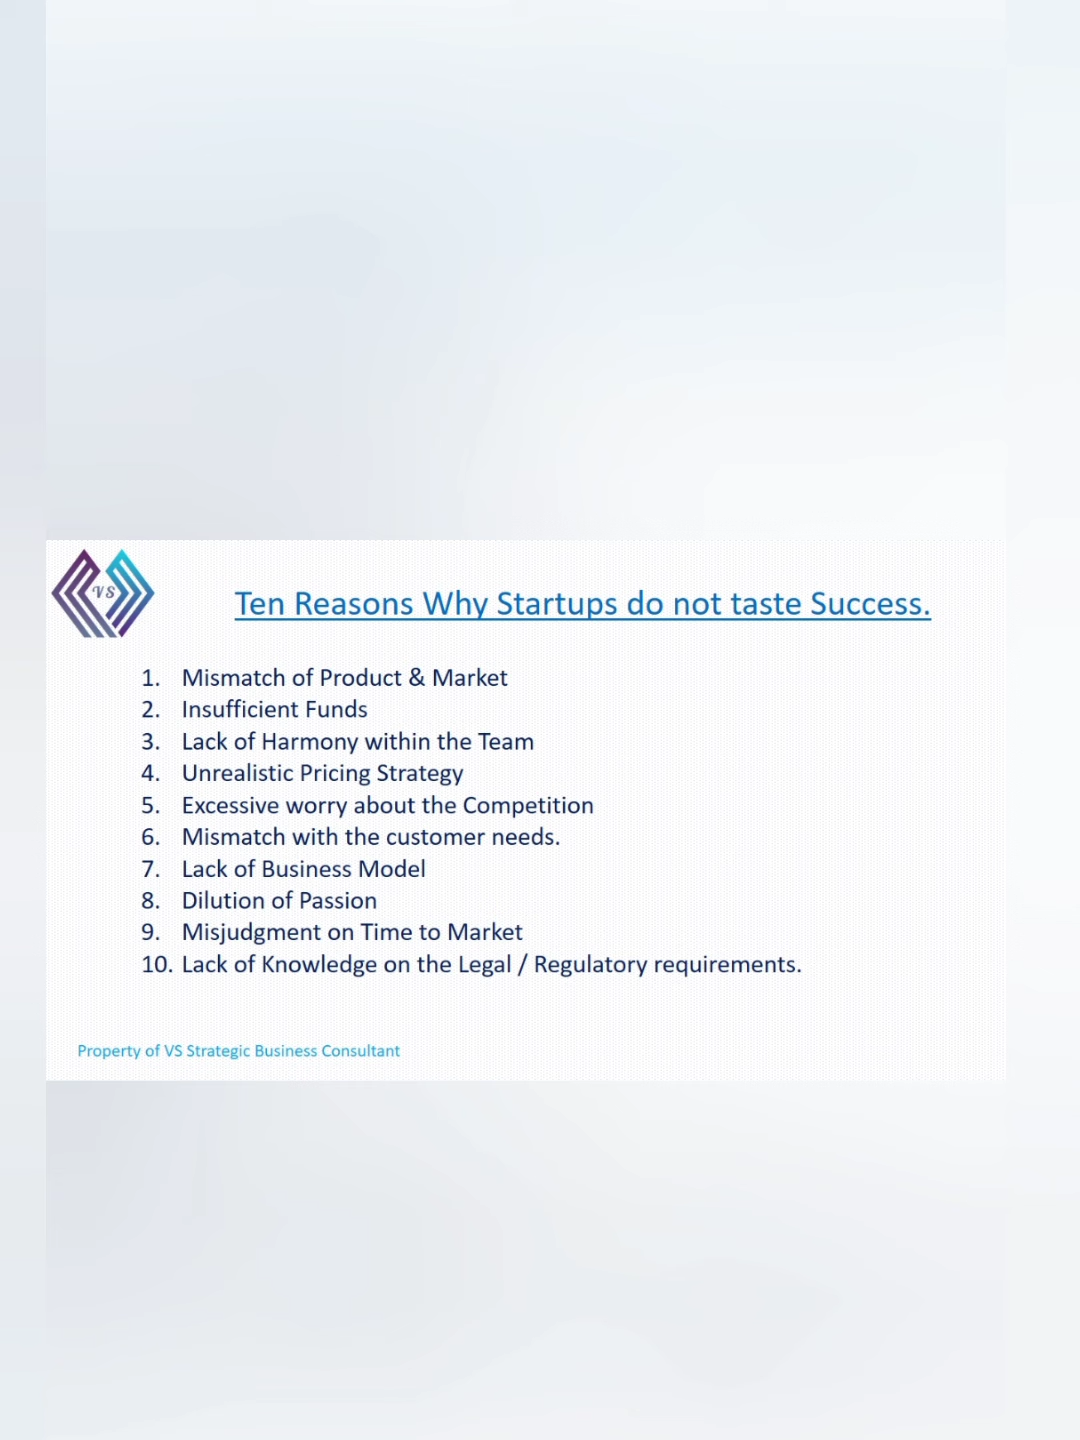 VS
Ten Reasons Why Startups do not taste Success.
1. Mismatch of Product & Market
2. Insufficient Funds
3. Lack of Harmony within the Team
4. Unrealistic Pricing Strategy
5. Excessive worry about the Competition
6. Mismatch with the customer needs.
7. Lack of Business Model
8. Dilution of Passion
9. Misjudgment on Time to Market
10. Lack of Knowledge on the Legal / Regulatory requirements.
Property of VS Strategic Business Consultant